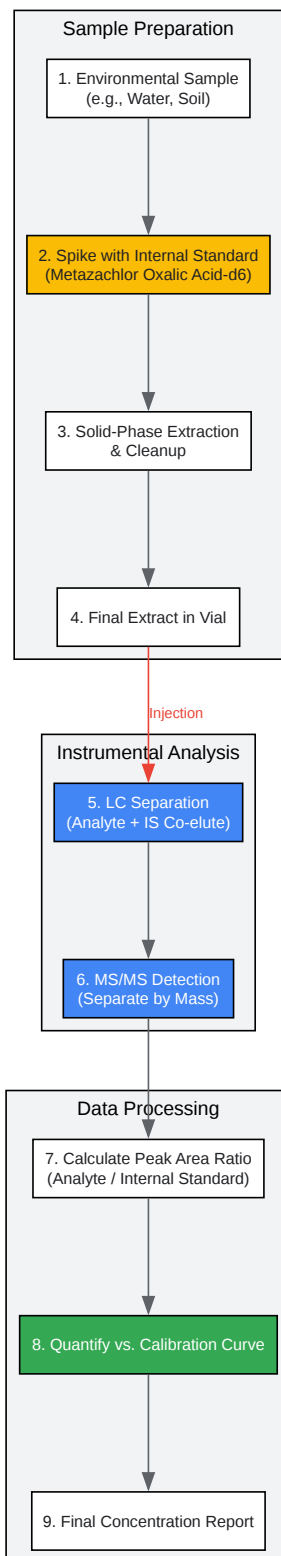 Sample Preparation
1. Environmental Sample
(e.g., Water, Soil)
2. Spike with Internal Standard
(Metazachlor Oxalic Acid-d6)
3. Solid-Phase Extraction
& Cleanup
4. Final Extract in Vial
Injection
Instrumental Analysis
5. LC Separation
(Analyte + IS Co-elute)
6. MS/MS Detection
(Separate by Mass)
Data Processing
7. Calculate Peak Area Ratio
(Analyte / Internal Standard)
8. Quantify vs. Calibration Curve
9. Final Concentration Report